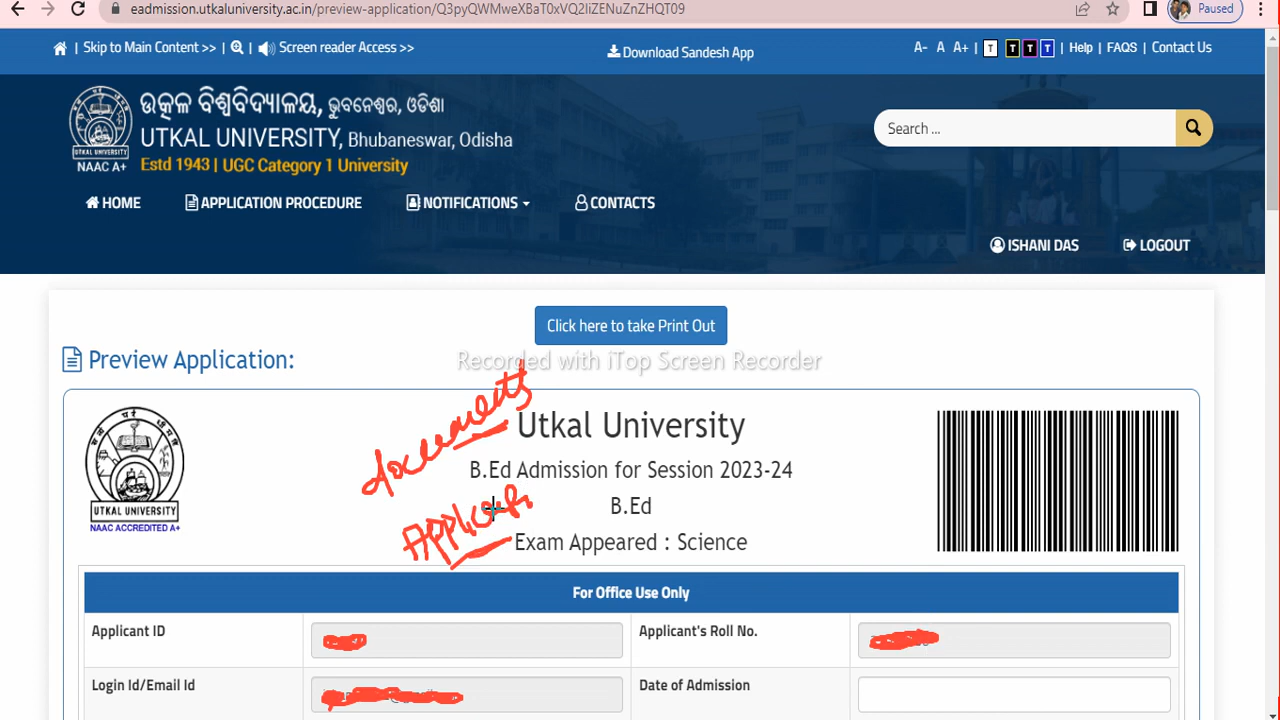 eadmission.utkaluniversity.ac.in/preview-application/Q3pyQWMweXBaT0xVQ2liZENuZnZHQT09
Paused
| Skip to Main Content >> | | Screen reader Access >>
Download Sandesh App
A- A A+ | T T T T | Help | FAQS | Contact Us
ଉତ୍କଳ ବିଶ୍ୱବିଦ୍ୟାଳୟ, ଭୁବନେଶ୍ୱର, ଓଡିଶା
UTKAL UNIVERSITY, Bhubaneswar, Odisha
Estd 1943 | UGC Category 1 University
NAAC A+
Search ...
HOME
APPLICATION PROCEDURE
NOTIFICATIONS
CONTACTS
ISHANI DAS
LOGOUT
Click here to take Print Out
Recorded with iTop Screen Recorder
Preview Application:
documents
Utkal University
B.Ed Admission for Session 2023-24
B.Ed
Exam Appeared : Science
UTKAL UNIVERSITY
NAAC ACCREDITED A+
For Office Use Only
Applicant ID
Applicant's Roll No.
Login Id/Email Id
Date of Admission